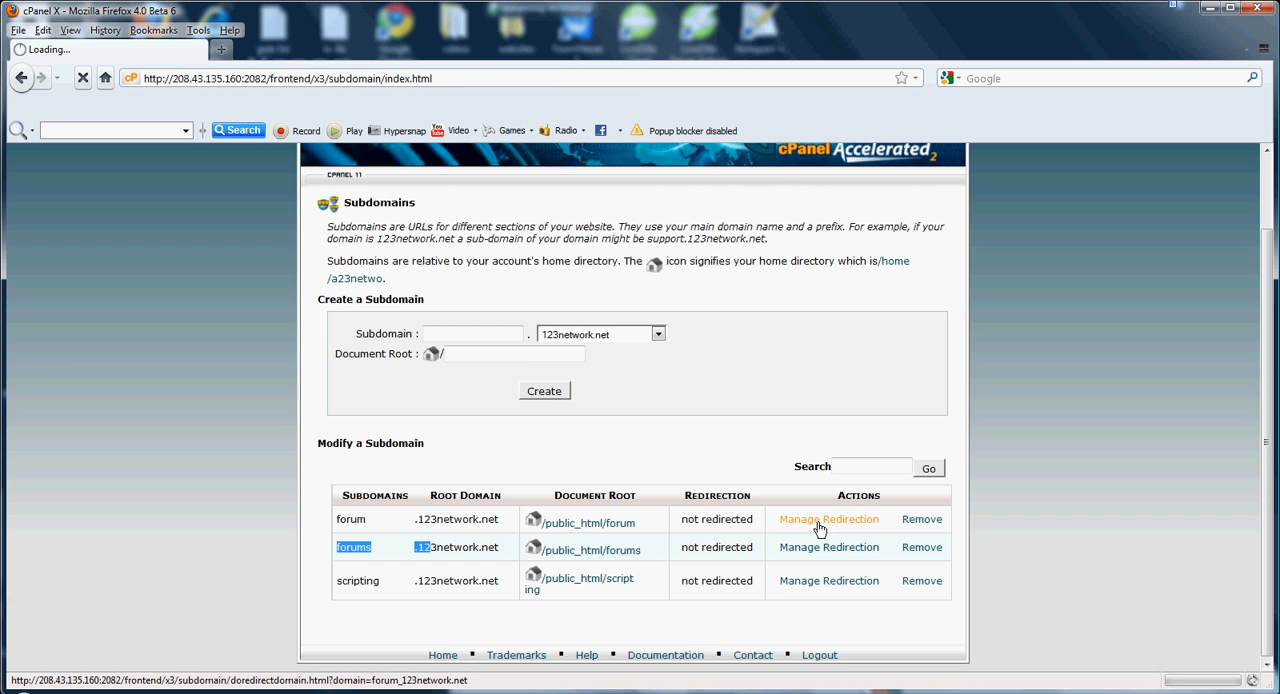 cPanel X - Mozilla Firefox 4.0 Beta 6
File Edit View History Bookmarks Tools Help
Loading...
http://208.43.135.160:2082/frontend/x3/subdomain/index.html
Google
Search Record Play Hypersnap You Tube Video Games Radio Popup blocker disabled
cPanel Accelerated2
CPANEL 11
Subdomains
Subdomains are URLs for different sections of your website. They use your main domain name and a prefix. For example, if your
domain is 123network.net a sub-domain of your domain might be support.123network.net.
Subdomains are relative to your account's home directory. The icon signifies your home directory which is/home
/a23netwo.
Create a Subdomain
Subdomain : . 123network.net
Document Root : /
Create
Modify a Subdomain
Search Go
SUBDOMAINS ROOT DOMAIN DOCUMENT ROOT REDIRECTION ACTIONS
forum .123network.net /public_html/forum not redirected Manage Redirection Remove
forums .123network.net /public_html/forums not redirected Manage Redirection Remove
scripting .123network.net /public_html/script not redirected Manage Redirection Remove
ing
Home Trademarks Help Documentation Contact Logout
http://208.43.135.160:2082/frontend/x3/subdomain/doredirectdomain.html?domain=forum_123network.net